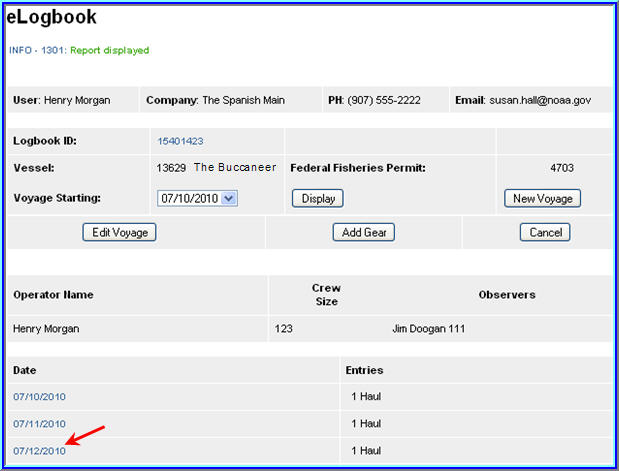 eLogbook
INFO - 1301: Report displayed
User: Henry Morgan Company: The Spanish Main PH: (907) 555-2222 Email: susan.hall@noaa.gov
Logbook ID: 15401423
Vessel: 13629 The Buccaneer Federal Fisheries Permit: 4703
Voyage Starting: 07/10/2010 Display New Voyage
Edit Voyage Add Gear Cancel
Operator Name Crew Size Observers
Henry Morgan 123 Jim Doogan 111
Date Entries
07/10/2010 1 Haul
07/11/2010 1 Haul
07/12/2010 1 Haul